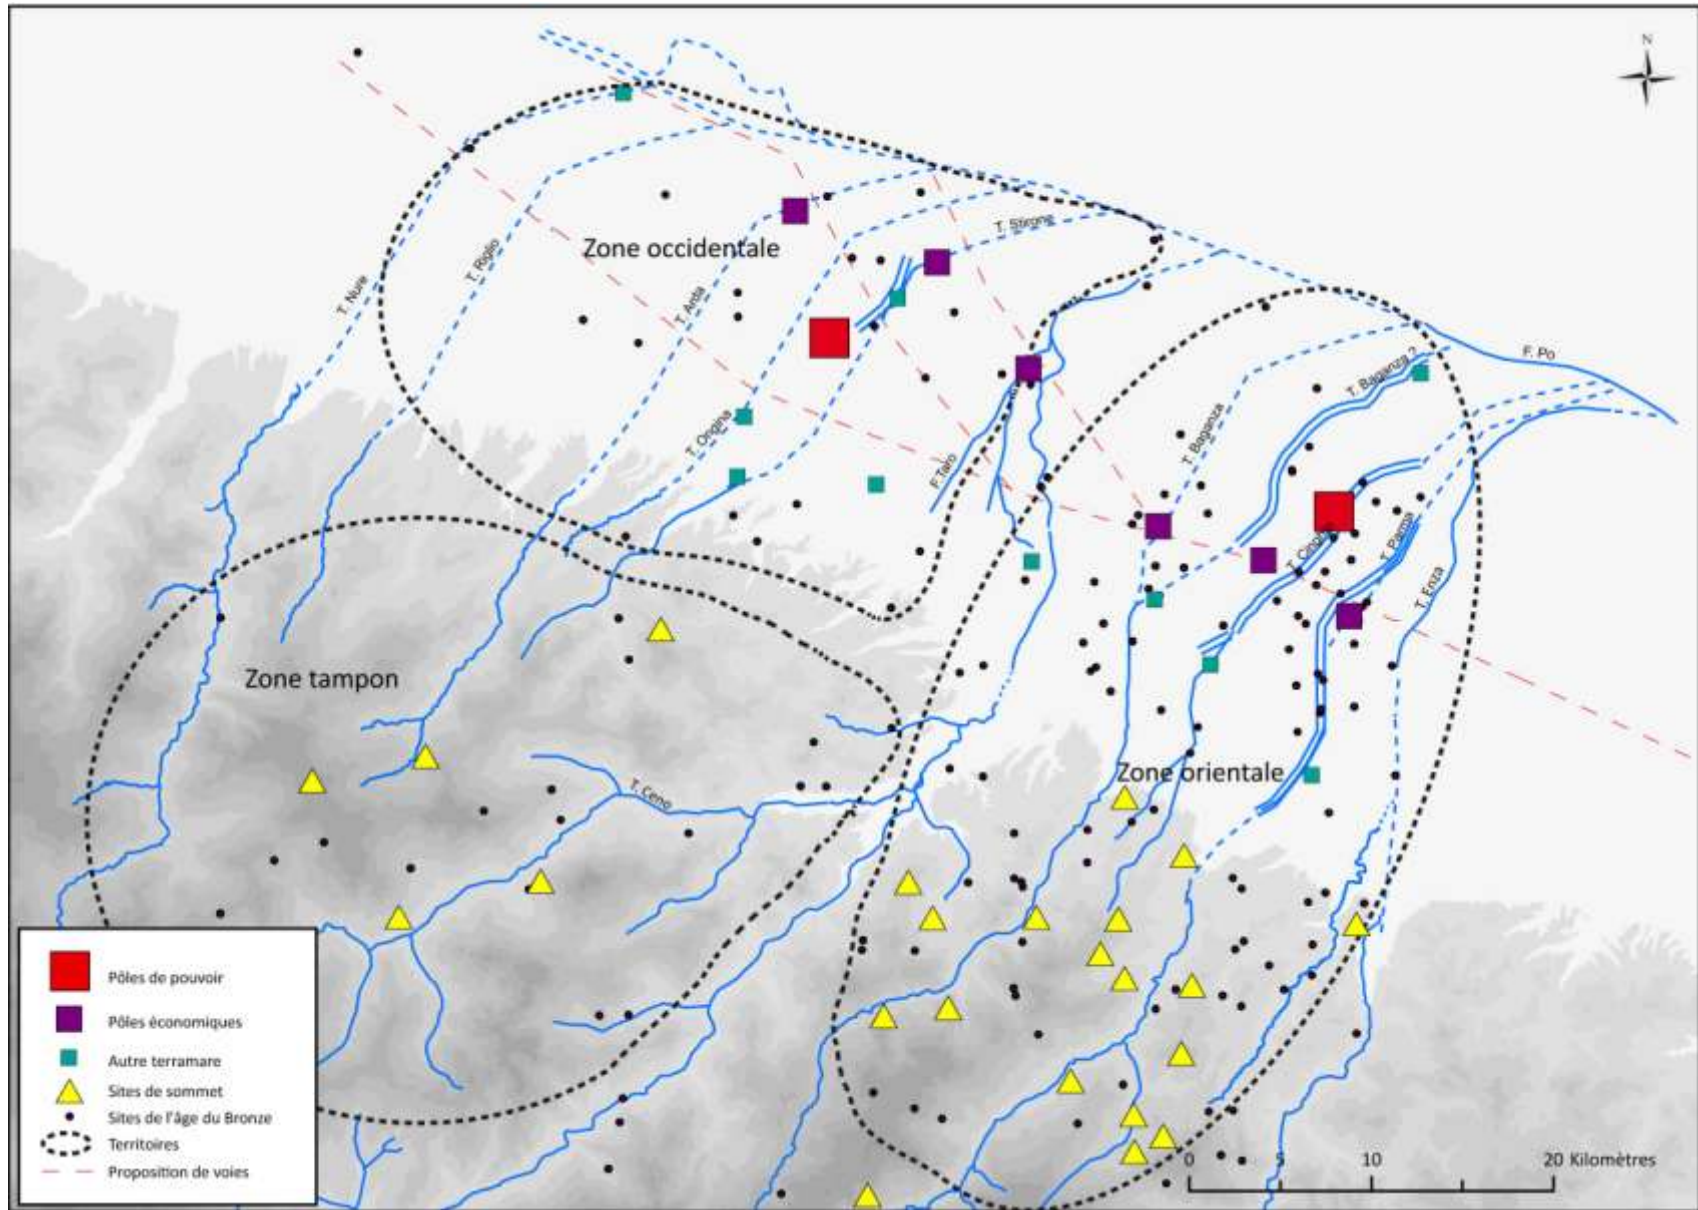 N
Zone occidentale
T. Stirone
T. Nure
T. Riglio
T. Arda
T. Ongina
F. Taro
F. Po
T. Baganza ?
T. Baganza
T. Parma
T. Enza
Zone tampon
Zone orientale
T. Ceno
Pôles de pouvoir
Pôles économiques
Autre terramare
Sites de sommet
Sites de l'âge du Bronze
Territoires
Proposition de voies
0 5 10 20 Kilomètres